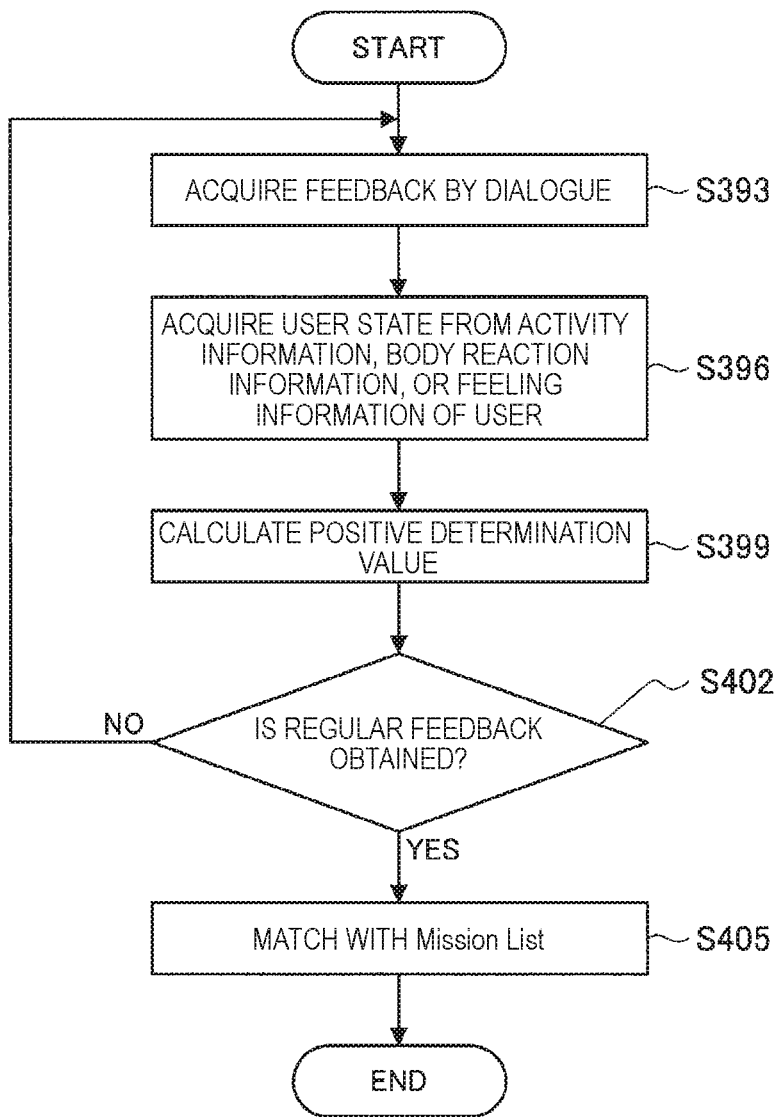 START
ACQUIRE FEEDBACK BY DIALOGUE
S393
ACQUIRE USER STATE FROM ACTIVITY
INFORMATION, BODY REACTION
INFORMATION, OR FEELING
INFORMATION OF USER
S396
CALCULATE POSITIVE DETERMINATION
VALUE
S399
S402
NO
IS REGULAR FEEDBACK
OBTAINED?
YES
MATCH WITH Mission List
S405
END